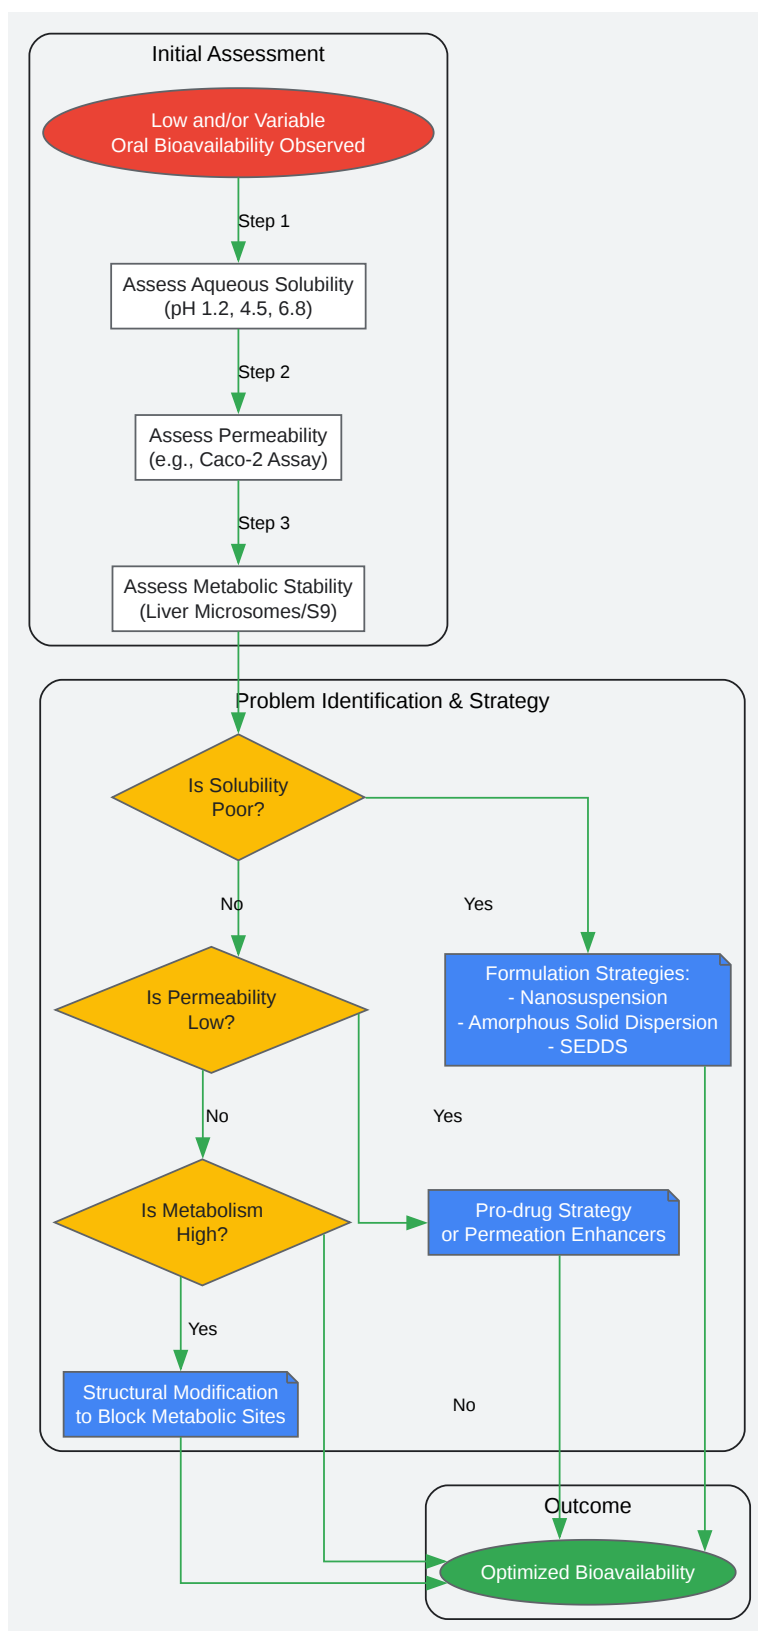 Initial Assessment
Low and/or Variable
Oral Bioavailability Observed
Step 1
Assess Aqueous Solubility
(pH 1.2, 4.5, 6.8)
Step 2
Assess Permeability
(e.g., Caco-2 Assay)
Step 3
Assess Metabolic Stability
(Liver Microsomes/S9)
Problem Identification & Strategy
Is Solubility
Poor?
No
Yes
Formulation Strategies:
- Nanosuspension
- Amorphous Solid Dispersion
- SEDDS
Is Permeability
Low?
No
Yes
Pro-drug Strategy
or Permeation Enhancers
Is Metabolism
High?
Yes
Structural Modification
to Block Metabolic Sites
No
Outcome
Optimized Bioavailability